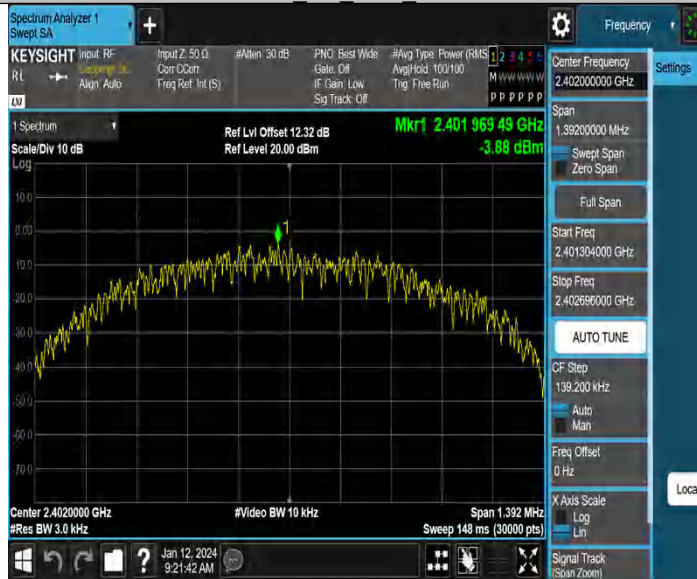 Spectrum Analyzer 1
Swept SA
+
Frequency
KEYSIGHT
Input: RF
Coupling: DC
Align: Auto
Input Z: 50 Ω
Corr CCorr
Freq Ref: Int (S)
#Atten: 30 dB
PNO: Best Wide
Gate: Off
IF Gain: Low
Sig Track: Off
#Avg Type: Power (RMS
Avg|Hold: 100/100
Trig: Free Run
1 2 3 4 5 6
M W W W W W
P P P P P P
RL
LXI
1 Spectrum
Scale/Div 10 dB
Log
Ref Lvl Offset 12.32 dB
Ref Level 20.00 dBm
Mkr1 2.401 969 49 GHz
-3.88 dBm
10.0
0.00
-10.0
-20.0
-30.0
-40.0
-50.0
-60.0
-70.0
1
Center 2.4020000 GHz
#Res BW 3.0 kHz
#Video BW 10 kHz
Span 1.392 MHz
Sweep 148 ms (30000 pts)
Jan 12, 2024
9:21:42 AM
?
Center Frequency
2.402000000 GHz
Span
1.39200000 MHz
Swept Span
Zero Span
Full Span
Start Freq
2.401304000 GHz
Stop Freq
2.402696000 GHz
AUTO TUNE
CF Step
139.200 kHz
Auto
Man
Freq Offset
0 Hz
X Axis Scale
Log
Lin
Signal Track
(Span Zoom)
Settings
Loca